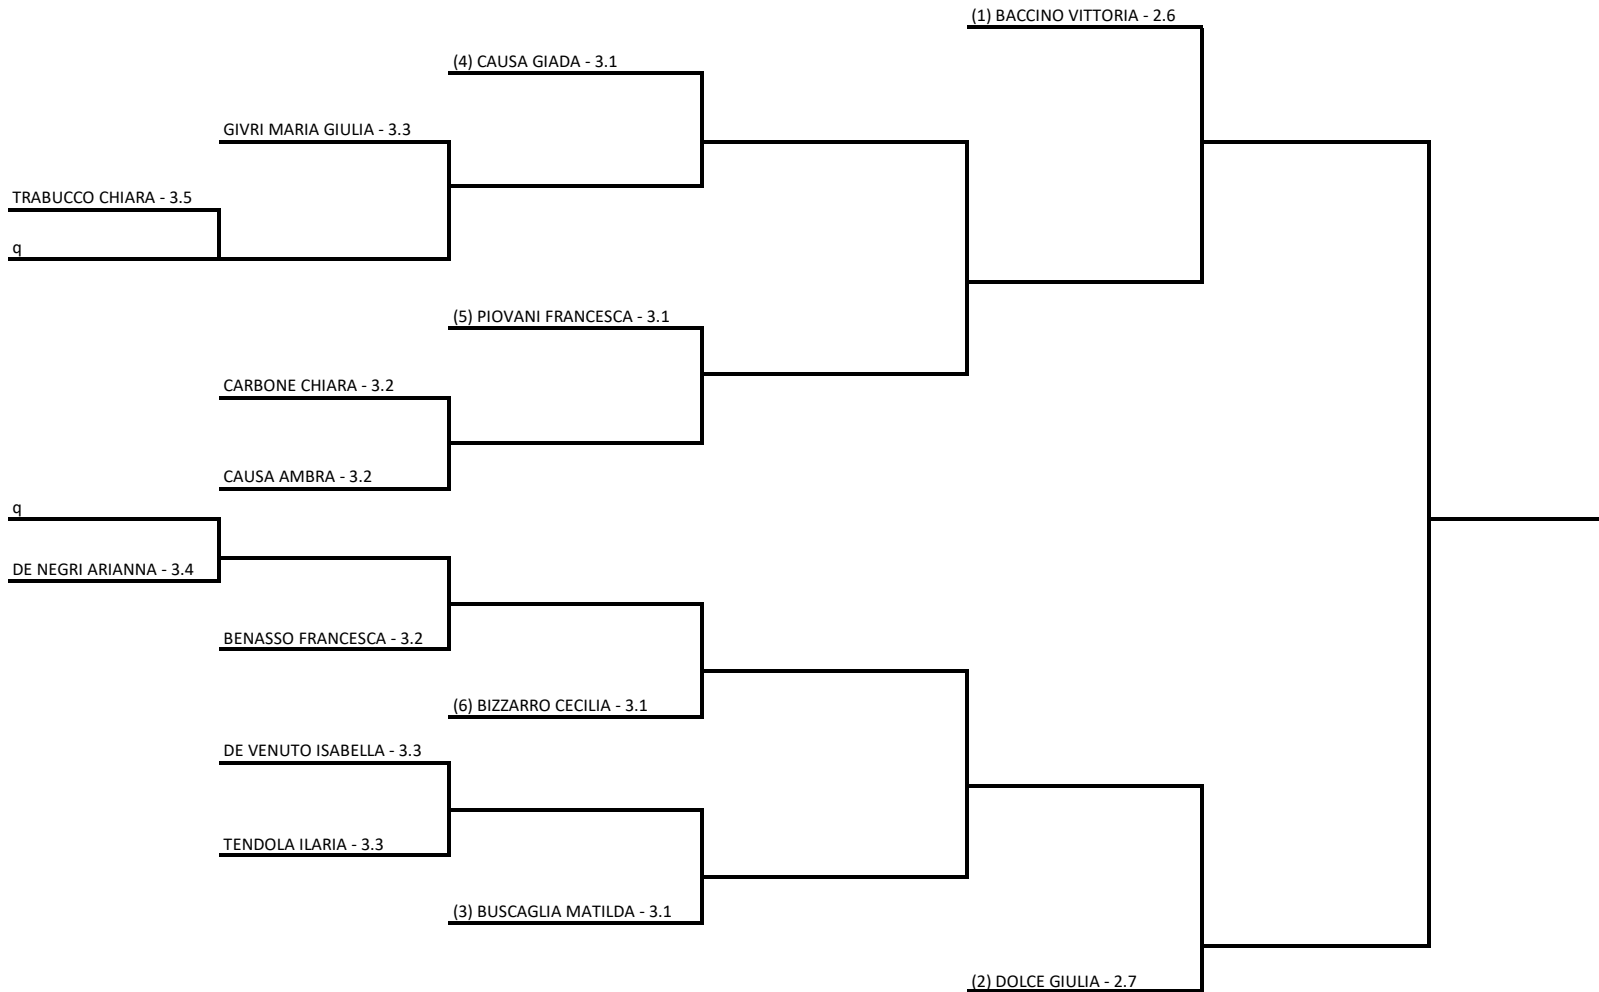 (1) BACCINO VITTORIA - 2.6
(4) CAUSA GIADA - 3.1
GIVRI MARIA GIULIA - 3.3
TRABUCCO CHIARA - 3.5
q
(5) PIOVANI FRANCESCA - 3.1
CARBONE CHIARA - 3.2
CAUSA AMBRA - 3.2
q
DE NEGRI ARIANNA - 3.4
BENASSO FRANCESCA - 3.2
(6) BIZZARRO CECILIA - 3.1
DE VENUTO ISABELLA - 3.3
TENDOLA ILARIA - 3.3
(3) BUSCAGLIA MATILDA - 3.1
(2) DOLCE GIULIA - 2.7